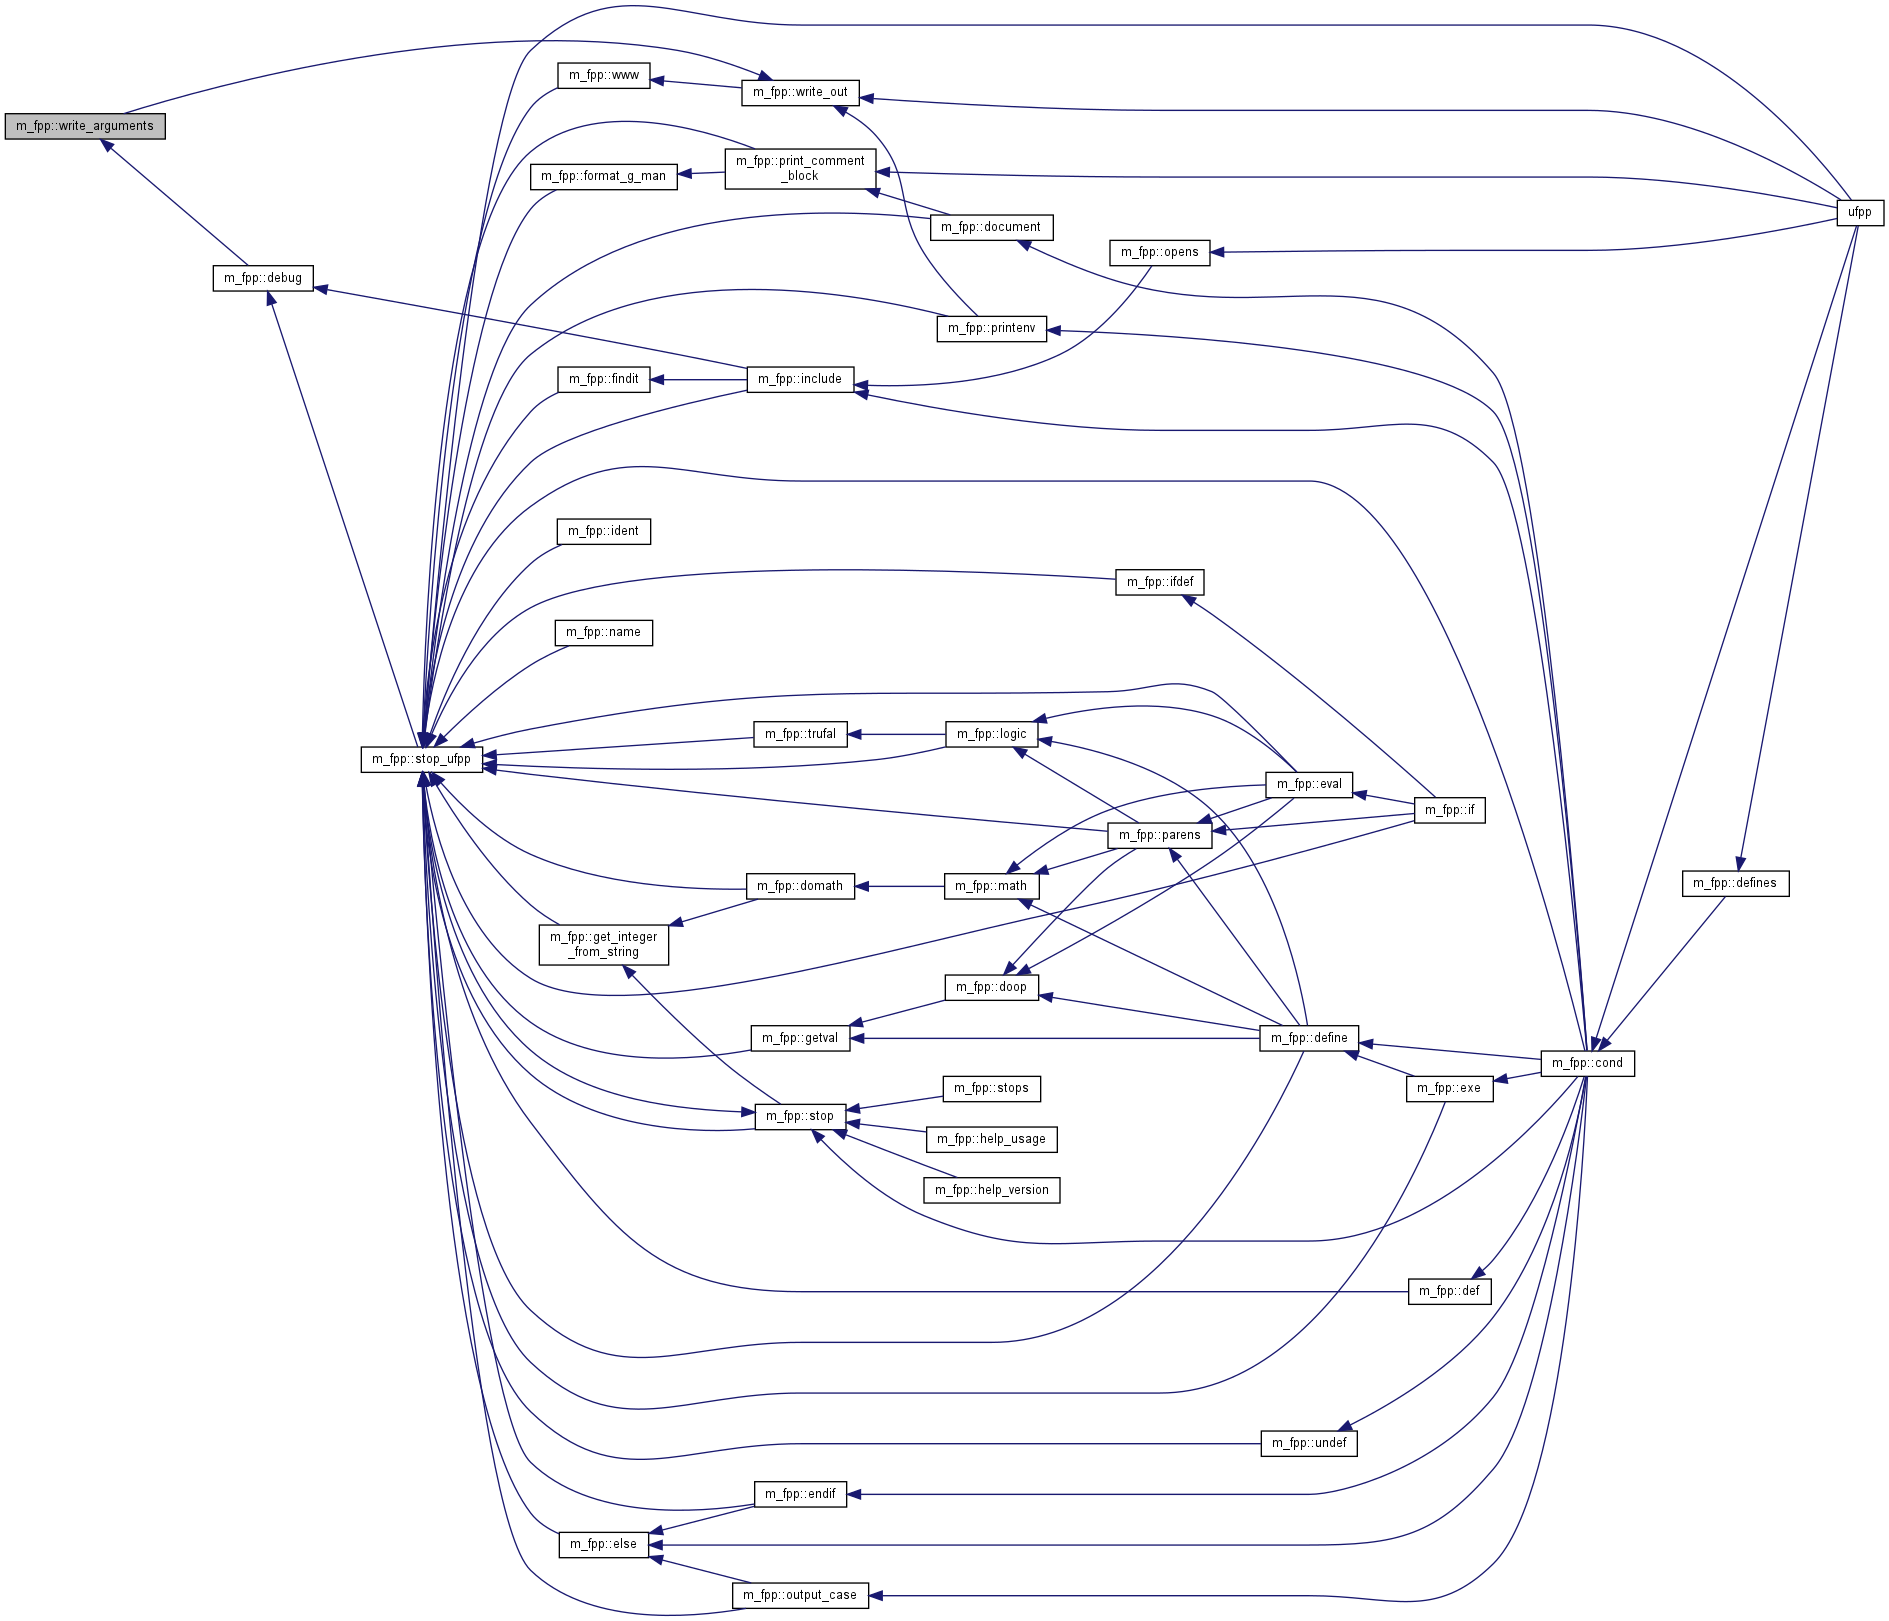 m_fpp::www
m_fpp::write_out
m_fpp::write_arguments
m_fpp::print_comment
_block
m_fpp::format_g_man
ufpp
m_fpp::document
m_fpp::opens
m_fpp::debug
m_fpp::printenv
m_fpp::findit
m_fpp::include
m_fpp::ident
m_fpp::ifdef
m_fpp::name
m_fpp::trufal
m_fpp::logic
m_fpp::stop_ufpp
m_fpp::eval
m_fpp::if
m_fpp::parens
m_fpp::defines
m_fpp::domath
m_fpp::math
m_fpp::get_integer
_from_string
m_fpp::doop
m_fpp::getval
m_fpp::define
m_fpp::cond
m_fpp::stops
m_fpp::exe
m_fpp::stop
m_fpp::help_usage
m_fpp::help_version
m_fpp::def
m_fpp::undef
m_fpp::endif
m_fpp::else
m_fpp::output_case